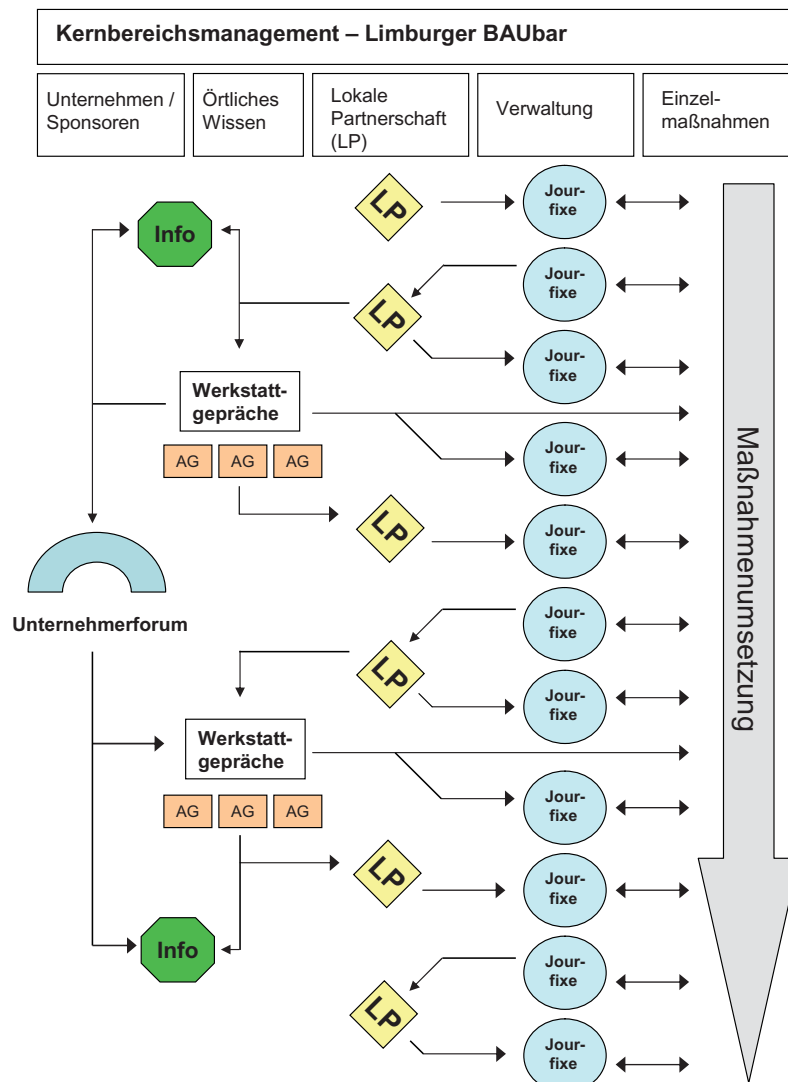 Kernbereichsmanagement – Limburger BAUbar
Unternehmen /
Sponsoren
Örtliches
Wissen
Lokale
Partnerschaft
(LP)
Verwaltung
Einzel-
maßnahmen
LP
Jour-
fixe
Info
Jour-
fixe
LP
Jour-
fixe
Werkstatt-
gepräche
Maßnahmenumsetzung
AG
AG
AG
Jour-
fixe
LP
Jour-
fixe
Unternehmerforum
Jour-
fixe
LP
Jour-
fixe
Werkstatt-
gepräche
AG
AG
AG
Jour-
fixe
LP
Jour-
fixe
Info
Jour-
fixe
LP
Jour-
fixe